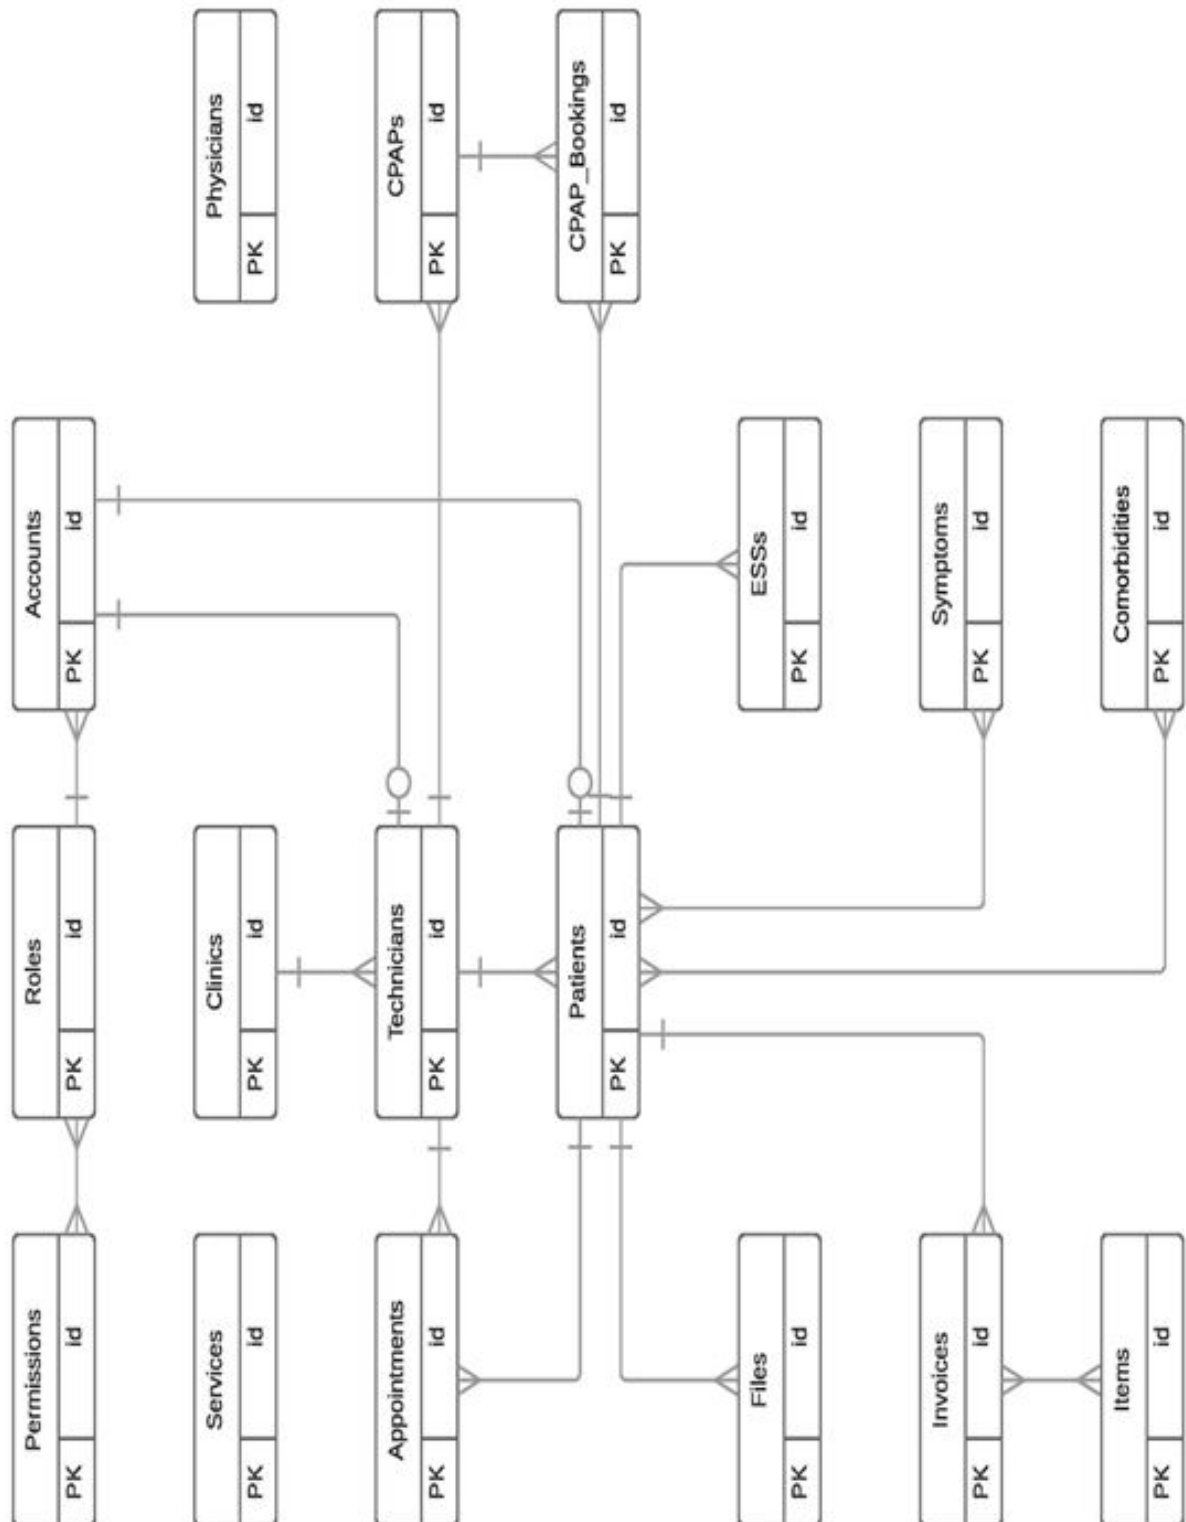 Permissions
PK id
Roles
PK id
Accounts
PK id
Services
PK id
Clinics
PK id
Physicians
PK id
Appointments
PK id
Technicians
PK id
CPAPs
PK id
Patients
PK id
CPAP_Bookings
PK id
Files
PK id
ESSs
PK id
Invoices
PK id
Symptoms
PK id
Items
PK id
Comorbidities
PK id